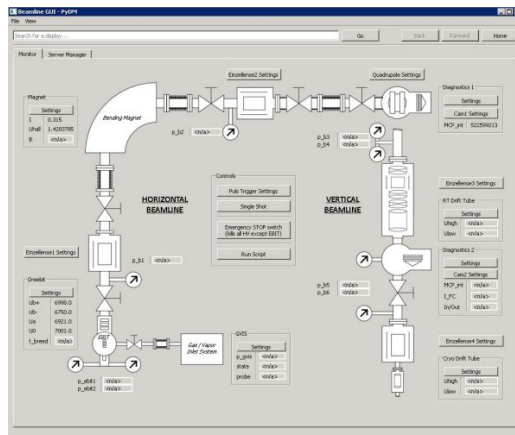 Beamline GUI - PyDM
File View
Search for a display...
Go Back Forward Home
Monitor Server Manager
Einzellense2 Settings
Quadrupole Settings
Magnet
Settings
I 0.315
Uhall 1.4203785
B <n/a>
Bending Magnet
p_b2 <n/a>
p_b3 <n/a>
p_b4 <n/a>
Diagnostics 1
Settings
Cam1 Settings
MCP_int 522599213
HORIZONTAL
BEAMLINE
Controls
Puls Trigger Settings
Single Shot
Emergency STOP switch
(kills all HV except EBIT)
Run Script
VERTICAL
BEAMLINE
Einzellense3 Settings
RT Drift Tube
Settings
Uhigh <n/a>
Ulow <n/a>
Einzellense1 Settings
p_b1 <n/a>
Diagnostics 2
Settings
Cam2 Settings
MCP_int <n/a>
I_FC <n/a>
In/Out <n/a>
p_b5 <n/a>
p_b6 <n/a>
Dreebit
Settings
Ub+ 6998.0
Ub- 6750.0
Ua 6921.0
U0 7001.0
t_breed <n/a>
EBIT
Gas / Vapor
Inlet System
GVIS
Settings
p_gvis <n/a>
state <n/a>
probe <n/a>
Einzellense4 Settings
Cryo Drift Tube
Settings
Uhigh <n/a>
Ulow <n/a>
p_ebit1 <n/a>
p_ebit2 <n/a>